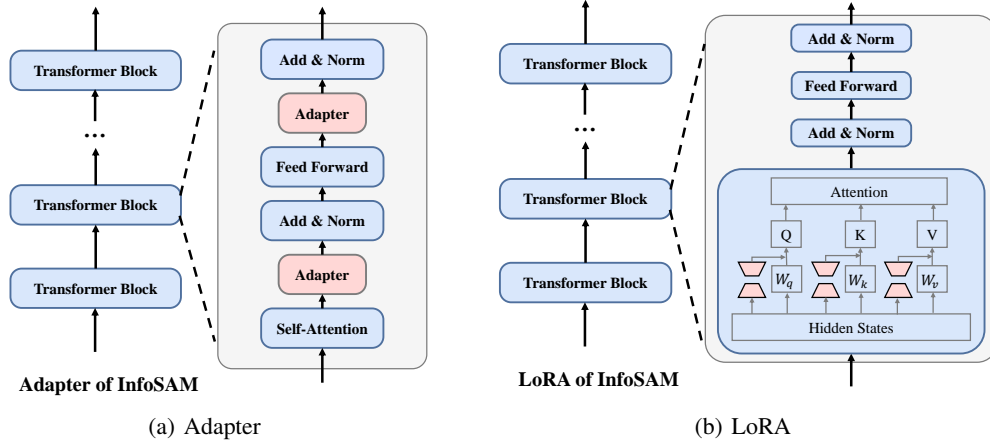 Transformer Block
...
Transformer Block
Transformer Block
Add & Norm
Adapter
Feed Forward
Add & Norm
Adapter
Self-Attention
Adapter of InfoSAM
(a) Adapter
Transformer Block
...
Transformer Block
Transformer Block
Add & Norm
Feed Forward
Add & Norm
Attention
Q K V
W_q W_k W_v
Hidden States
LoRA of InfoSAM
(b) LoRA